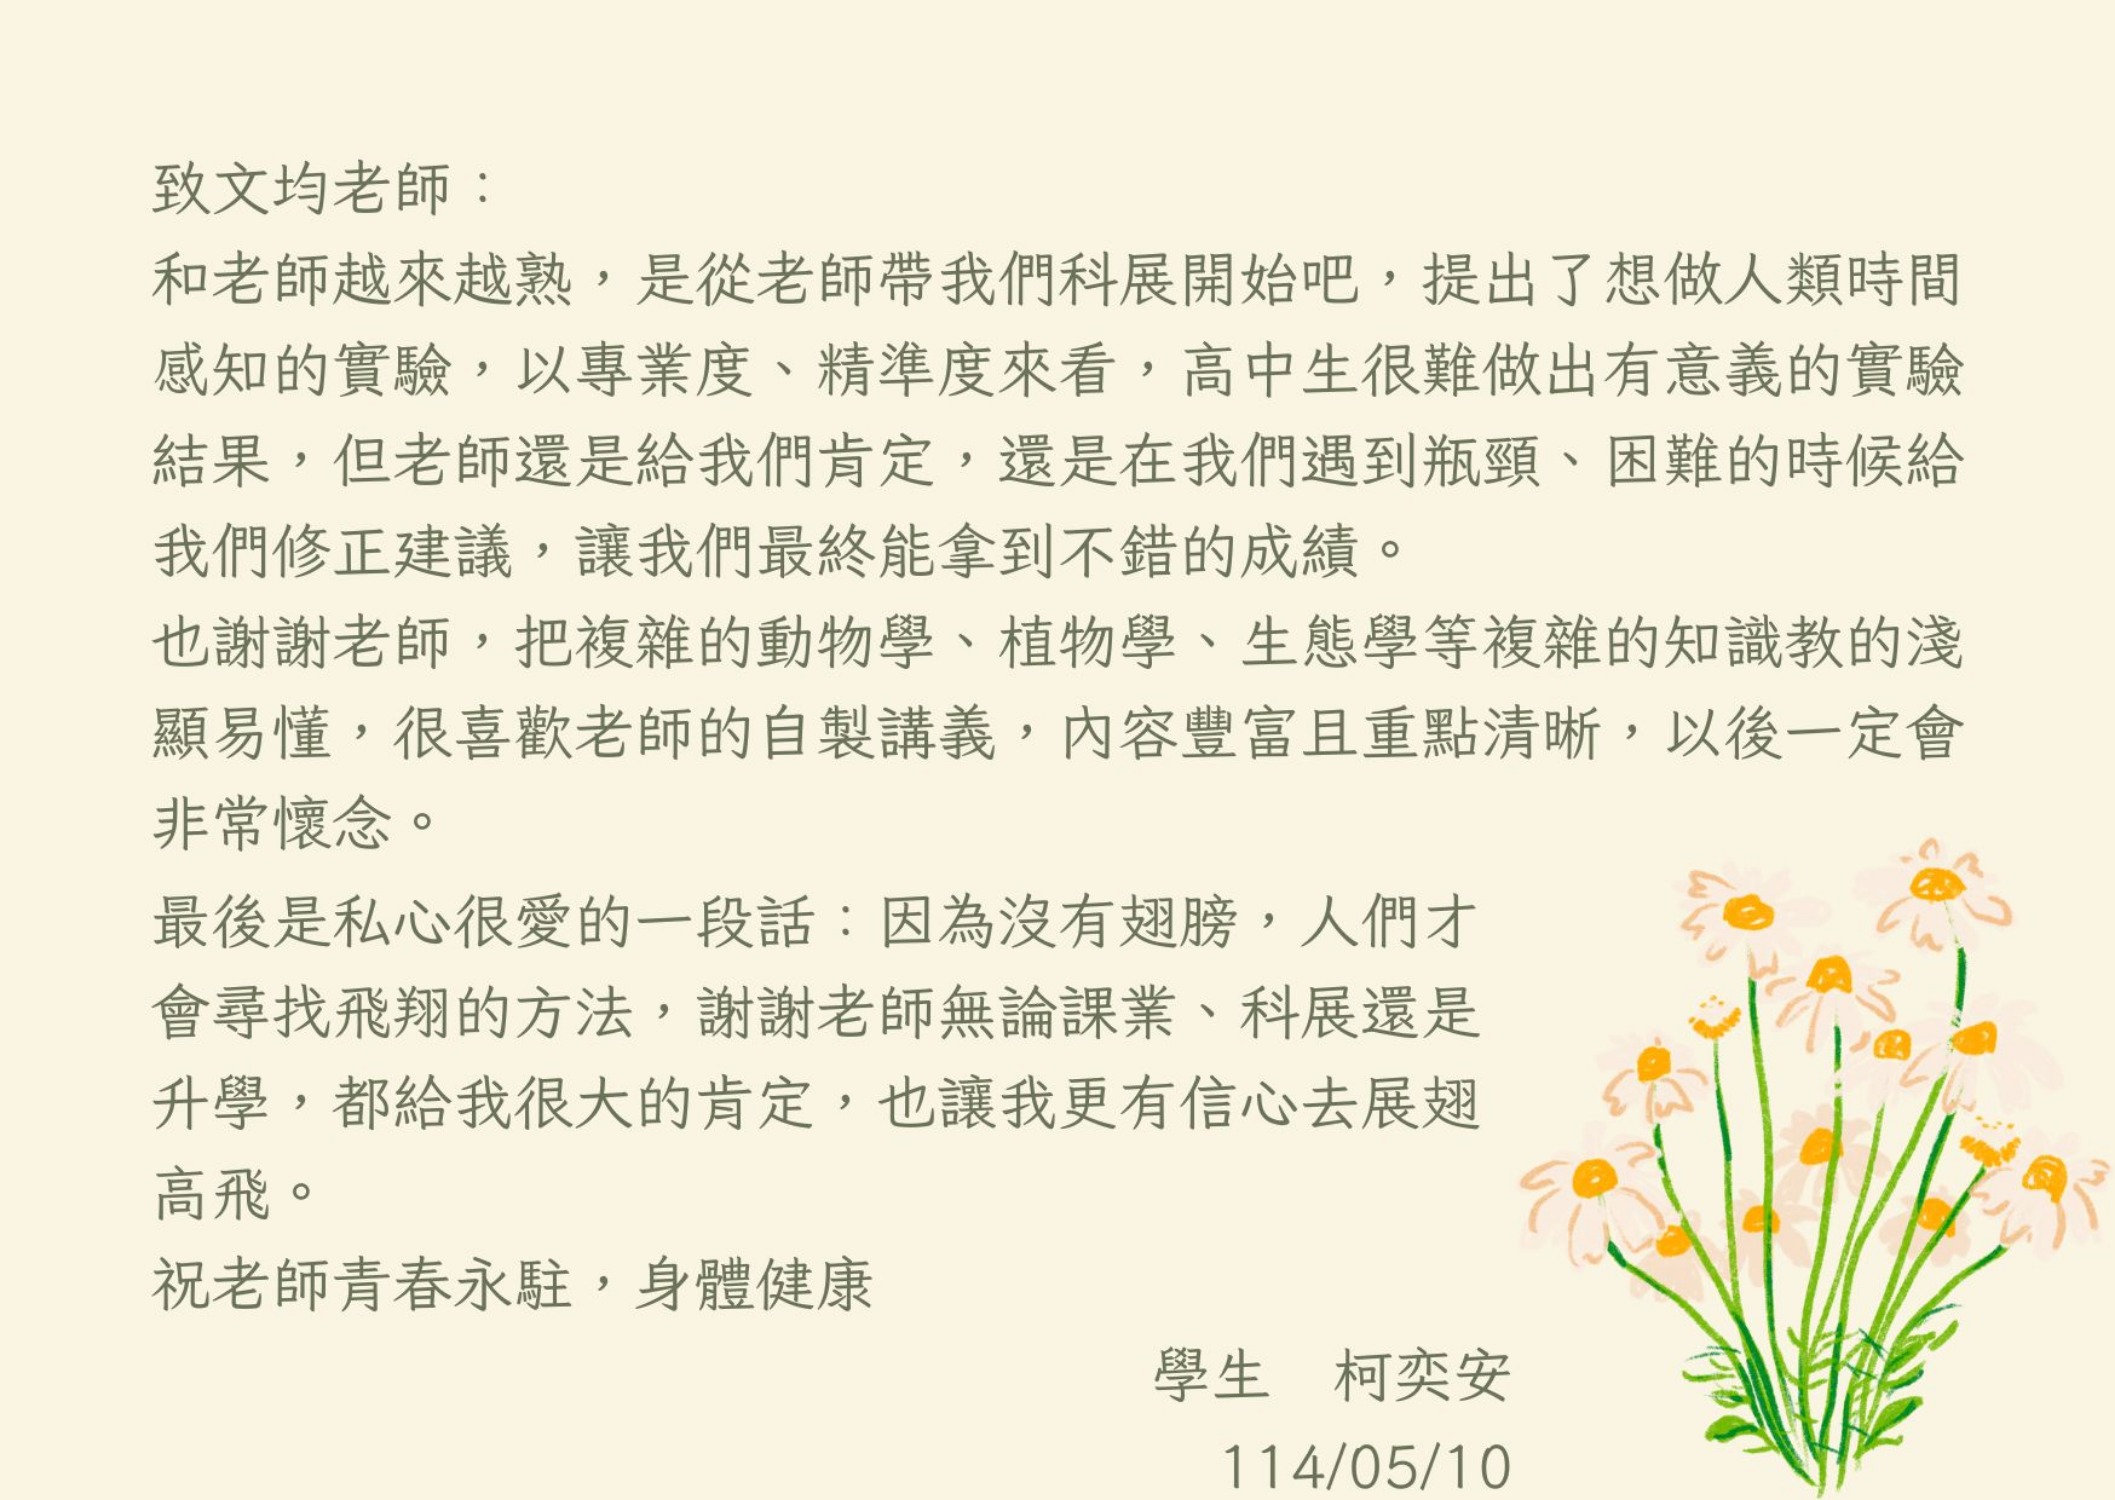 致文均老師：
和老師越來越熟，是從老師帶我們科展開始吧，提出了想做人類時間
感知的實驗，以專業度、精準度來看，高中生很難做出有意義的實驗
結果，但老師還是給我們肯定，還是在我們遇到瓶頸、困難的時候給
我們修正建議，讓我們最終能拿到不錯的成績。
也謝謝老師，把複雜的動物學、植物學、生態學等複雜的知識教的淺
顯易懂，很喜歡老師的自製講義，內容豐富且重點清晰，以後一定會
非常懷念。
最後是私心很愛的一段話：因為沒有翅膀，人們才
會尋找飛翔的方法，謝謝老師無論課業、科展還是
升學，都給我很大的肯定，也讓我更有信心去展翅
高飛。
祝老師青春永駐，身體健康
學生　柯奕安
114/05/10